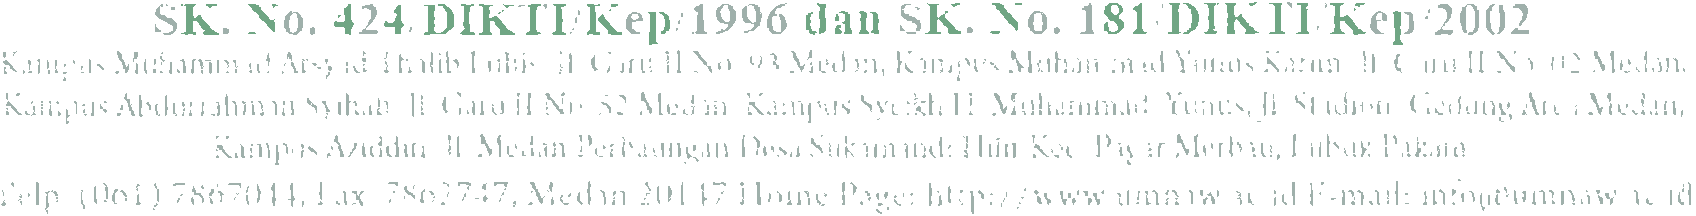 SK. No. 424/DIKTI/Kep/1996 dan SK. No. 181/DIKTI/Kep/2002
Kampus Muhammad Arsyad Thalib Lubis Jl. Garu II No. 93 Medan, Kampus Muhammad Yunus Karim Jl. Garu II No. 02 Medan,
Kampus Abdurrahman Syihab Jl. Garu II No. 52 Medan Kampus Syeikh H. Muhammad Yunus, Jl. Stadion Gedung Arca Medan,
Kampus Aziddin Jl. Medan Perbaungan Desa Sukamandi Hilir Kec. Pagar Merbau, Lubuk Pakam
Telp. (061) 7867044, Fax. 7862747, Medan 20147 Home Page: http://www.umnaw.ac.id E-mail: info@umnaw.ac.id